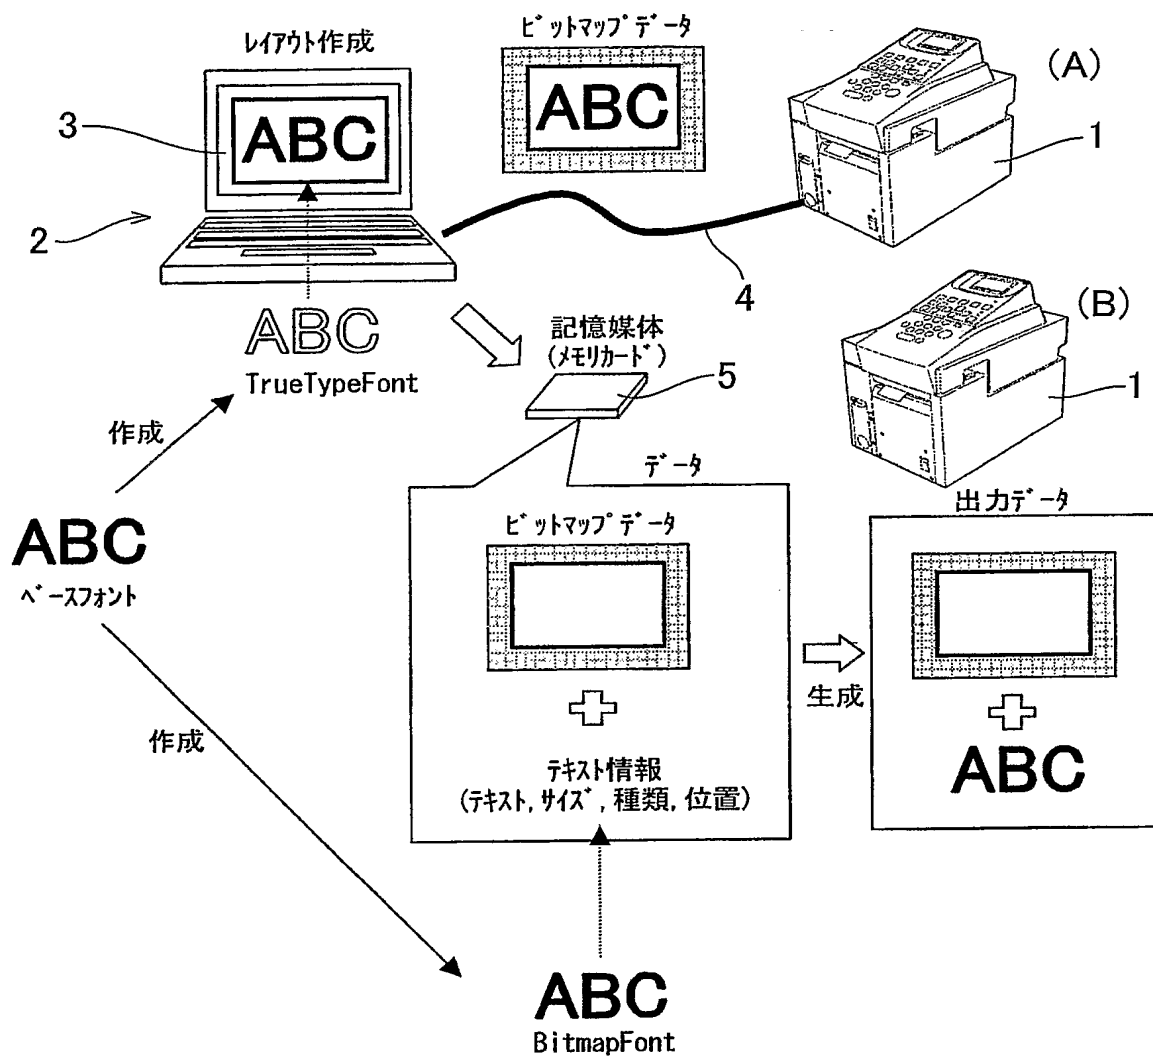 レイアウト作成
ビットマップデータ
(A)
ABC
ABC
3
1
2
4
(B)
ABC
TrueTypeFont
記憶媒体
(メモリカード)
5
1
作成
データ
出力データ
ABC
ベースフォント
ビットマップデータ
生成
作成
テキスト情報
(テキスト,サイズ,種類,位置)
ABC
ABC
BitmapFont